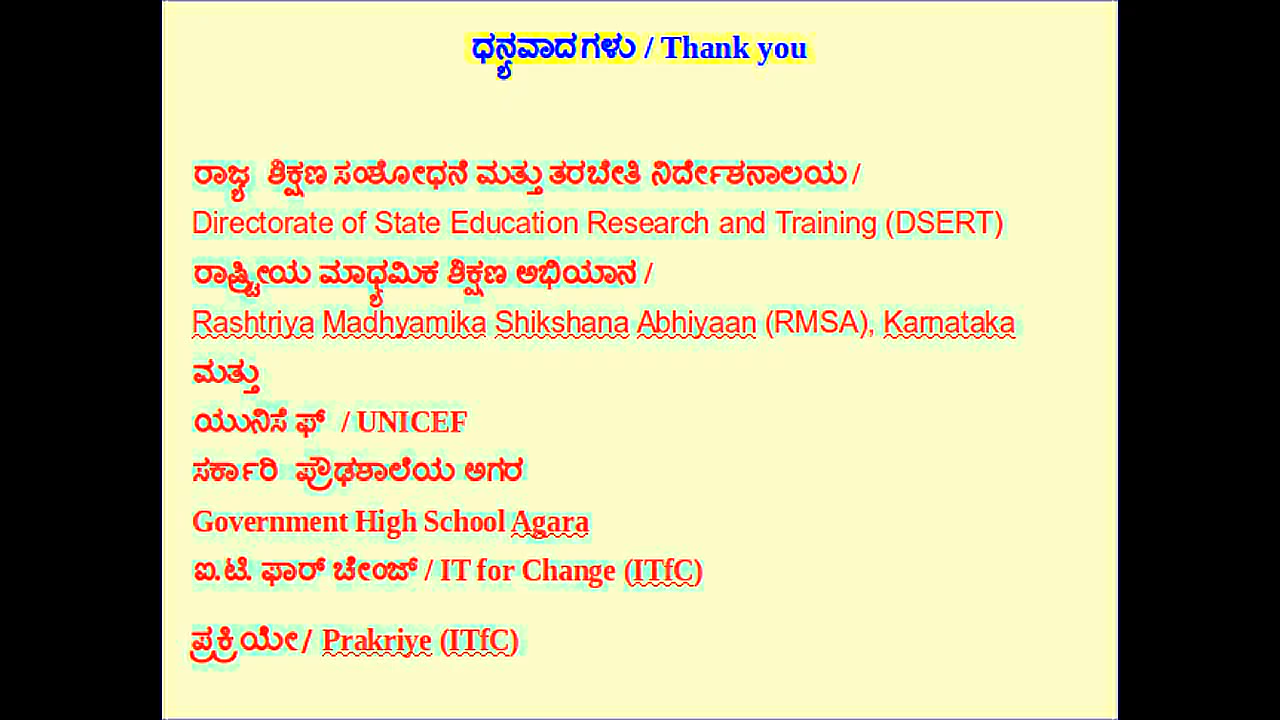 ಧನ್ಯವಾದಗಳು / Thank you
ರಾಜ್ಯ ಶಿಕ್ಷಣ ಸಂಶೋಧನೆ ಮತ್ತು ತರಬೇತಿ ನಿರ್ದೇಶನಾಲಯ /
Directorate of State Education Research and Training (DSERT)
ರಾಷ್ಟ್ರೀಯ ಮಾಧ್ಯಮಿಕ ಶಿಕ್ಷಣ ಅಭಿಯಾನ /
Rashtriya Madhyamika Shikshana Abhiyaan (RMSA), Karnataka
ಮತ್ತು
ಯುನಿಸೆಫ್ / UNICEF
ಸರ್ಕಾರಿ ಪ್ರೌಢಶಾಲೆಯ ಅಗರ
Government High School Agara
ಐ.ಟಿ. ಫಾರ್ ಚೇಂಜ್ / IT for Change (ITfC)
ಪ್ರಕ್ರಿಯೇ / Prakriye (ITfC)